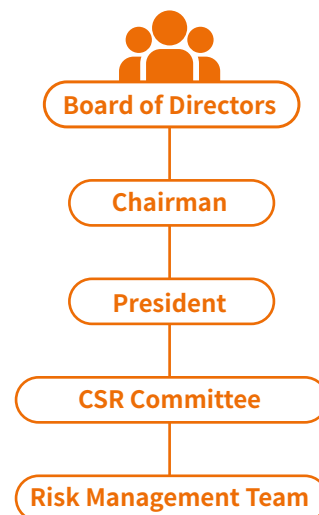 Board of Directors
Chairman
President
CSR Committee
Risk Management Team